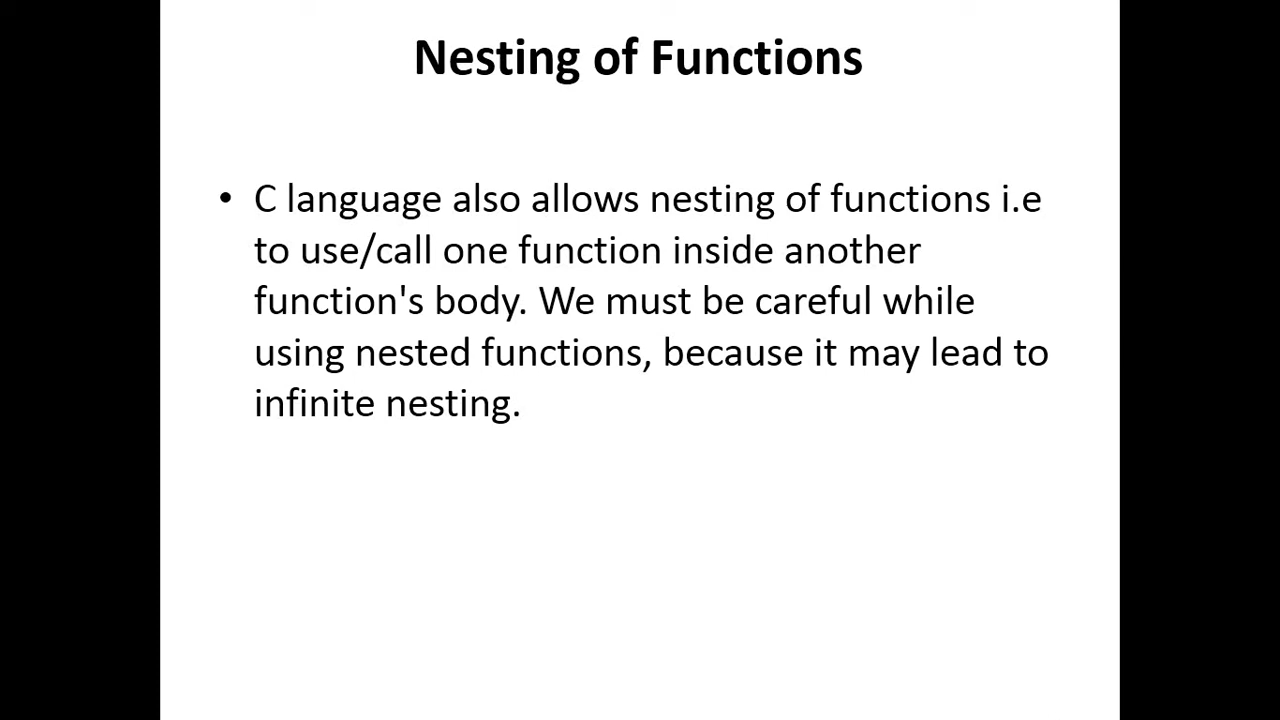 Nesting of Functions
• C language also allows nesting of functions i.e
to use/call one function inside another
function's body. We must be careful while
using nested functions, because it may lead to
infinite nesting.